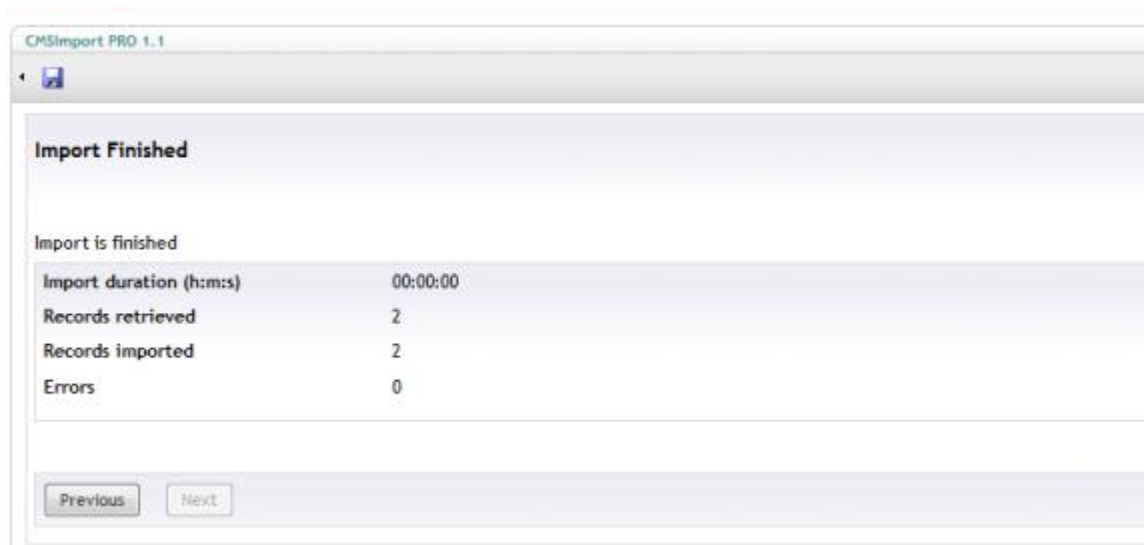 CMSImport PRO 1.1
Import Finished
Import is finished
Import duration (h:m:s) 00:00:00
Records retrieved 2
Records imported 2
Errors 0
Previous Next